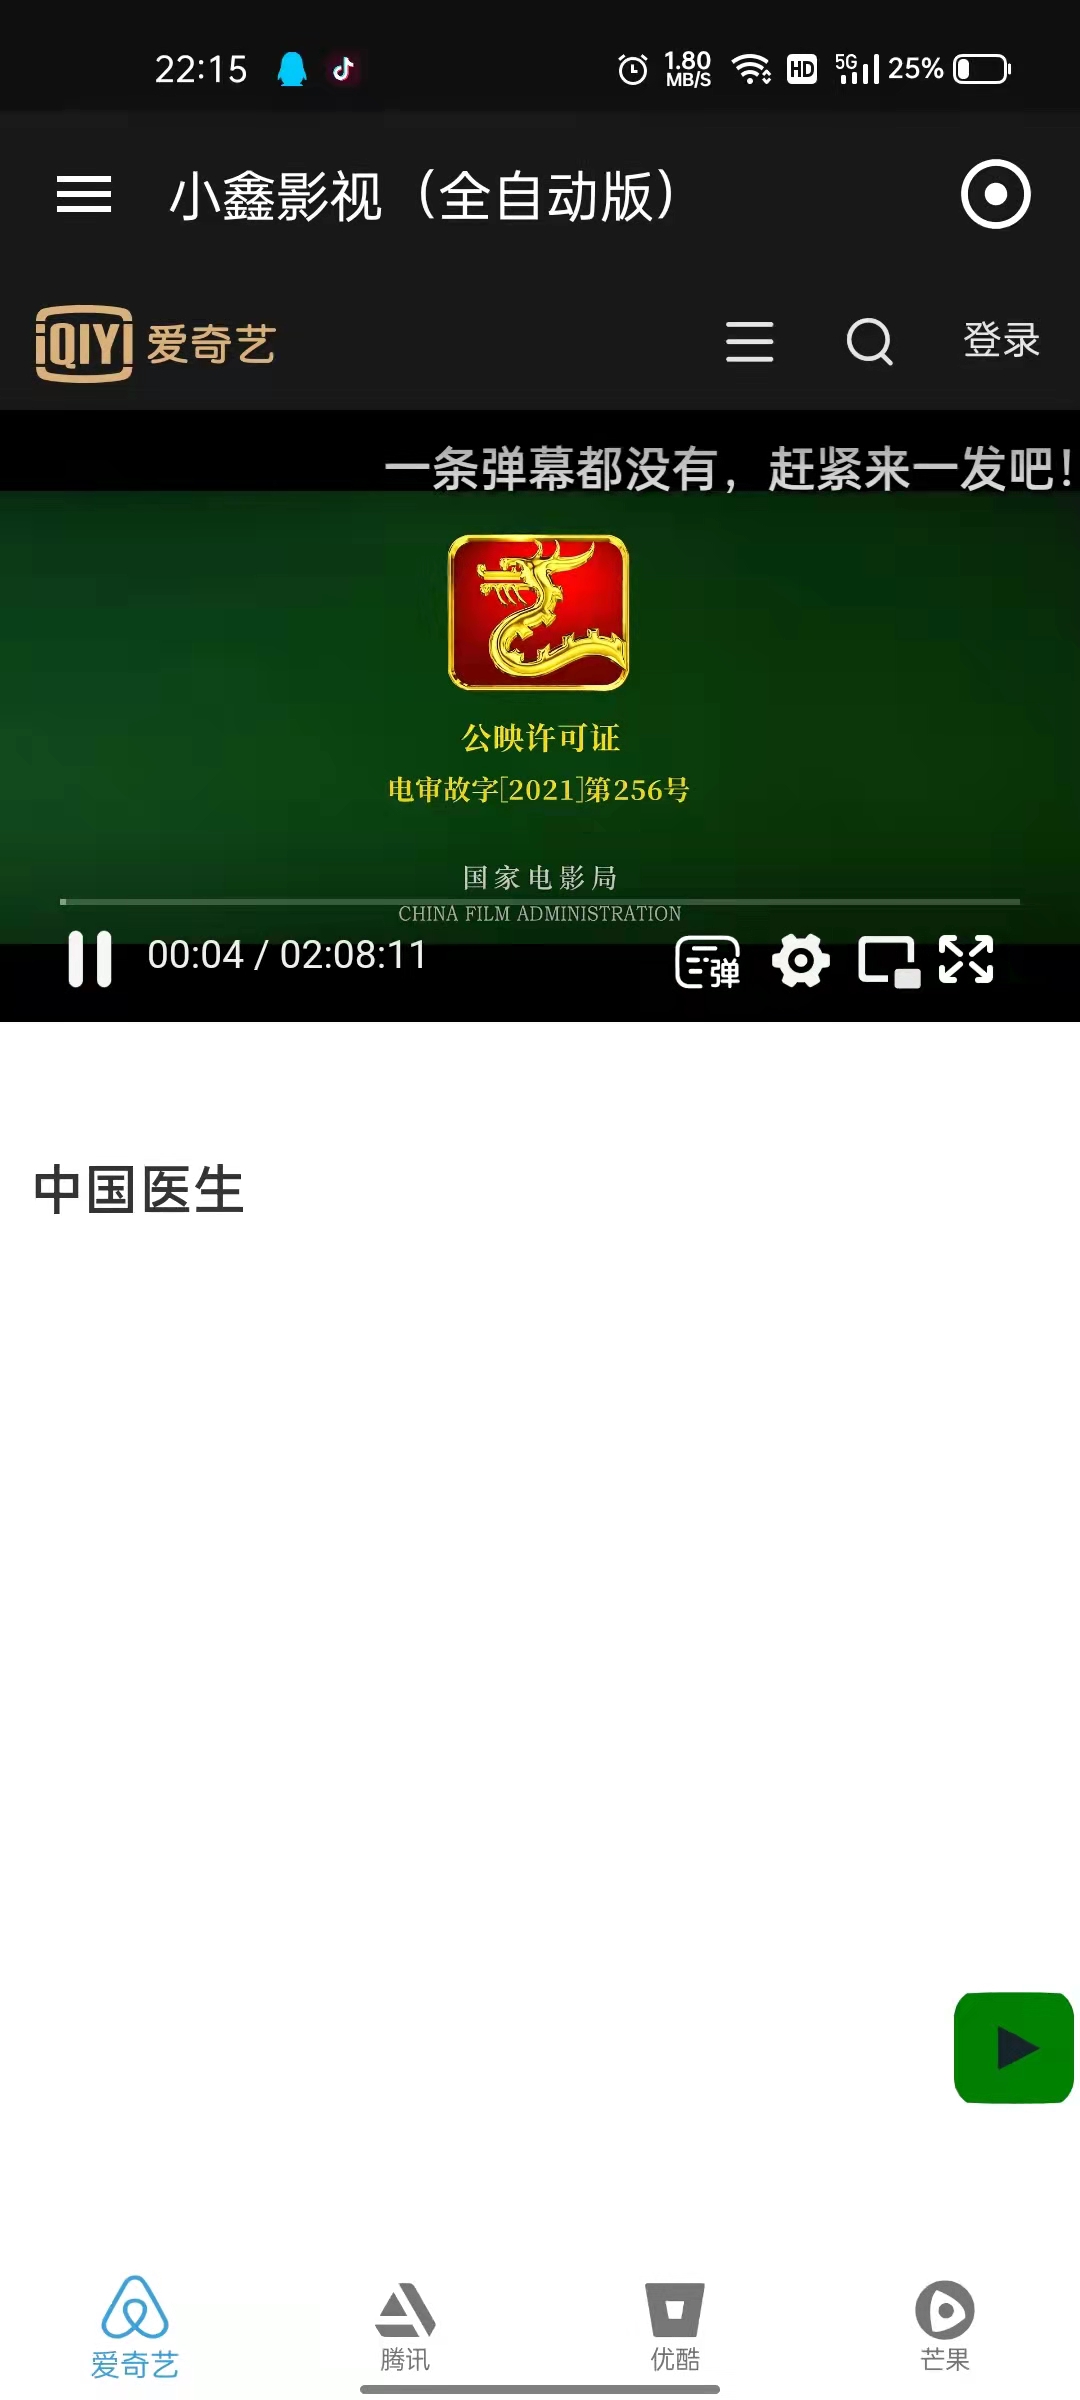 22:15
1.80 MB/S HD 5G 25%
小鑫影视（全自动版）
iQIYI 爱奇艺
登录
一条弹幕都没有，赶紧来一发吧！
公映许可证
电审故字[2021]第256号
国家电影局
CHINA FILM ADMINISTRATION
00:04 / 02:08:11
弹
中国医生
爱奇艺
腾讯
优酷
芒果